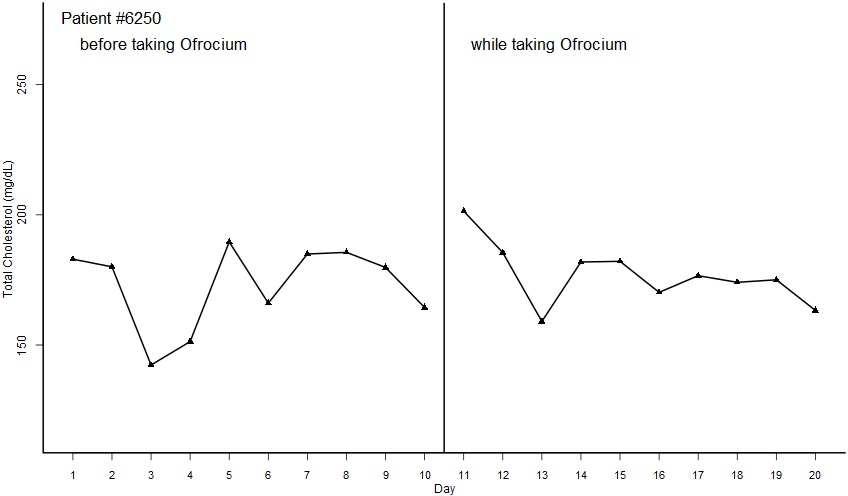 Patient #6250
before taking Ofrocium
while taking Ofrocium
Total Cholesterol (mg/dL)
250
200
150
1 2 3 4 5 6 7 8 9 10 11 12 13 14 15 16 17 18 19 20
Day